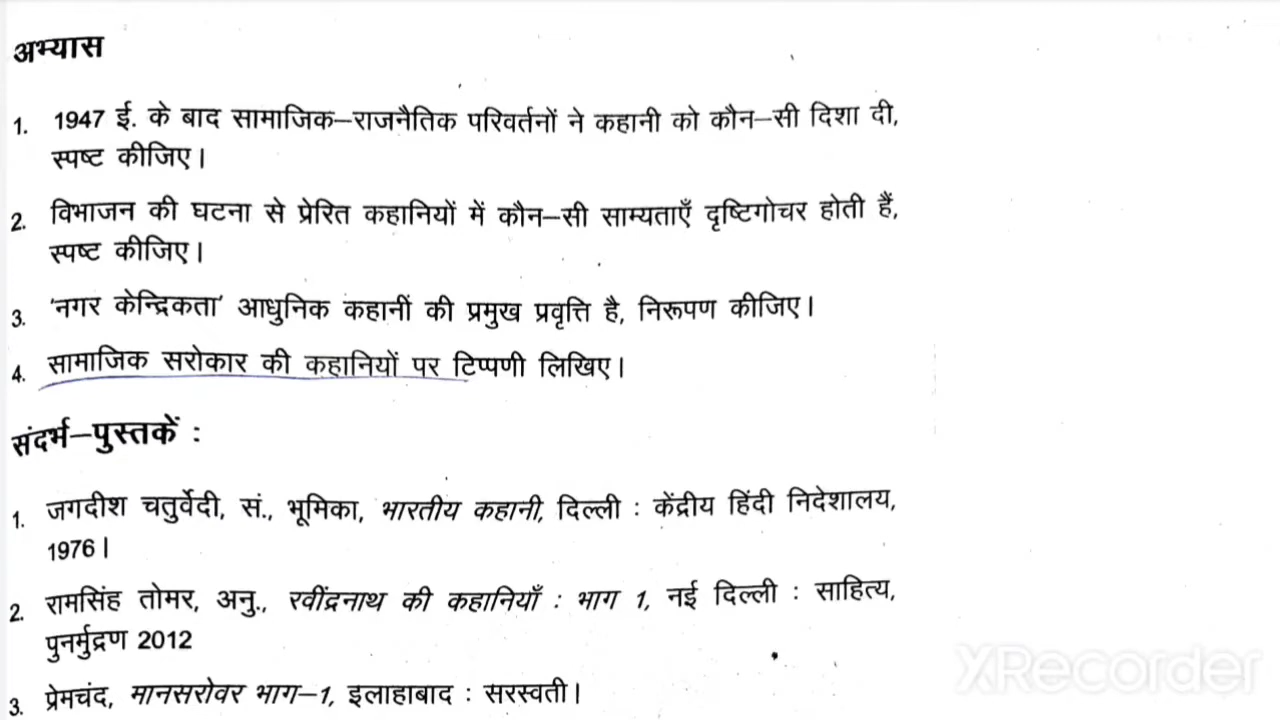 अभ्यास
1. 1947 ई. के बाद सामाजिक–राजनैतिक परिवर्तनों ने कहानी को कौन–सी दिशा दी,
स्पष्ट कीजिए।
2. विभाजन की घटना से प्रेरित कहानियों में कौन–सी साम्यताएँ दृष्टिगोचर होती हैं,
स्पष्ट कीजिए।
3. 'नगर केन्द्रिकता' आधुनिक कहानी की प्रमुख प्रवृत्ति है, निरूपण कीजिए।
4. सामाजिक सरोकार की कहानियों पर टिप्पणी लिखिए।
संदर्भ–पुस्तकें :
1. जगदीश चतुर्वेदी, सं., भूमिका, भारतीय कहानी, दिल्ली : केंद्रीय हिंदी निदेशालय,
1976।
2. रामसिंह तोमर, अनु., रवींद्रनाथ की कहानियाँ : भाग 1, नई दिल्ली : साहित्य,
पुनर्मुद्रण 2012
3. प्रेमचंद, मानसरोवर भाग–1, इलाहाबाद : सरस्वती।
XRecorder